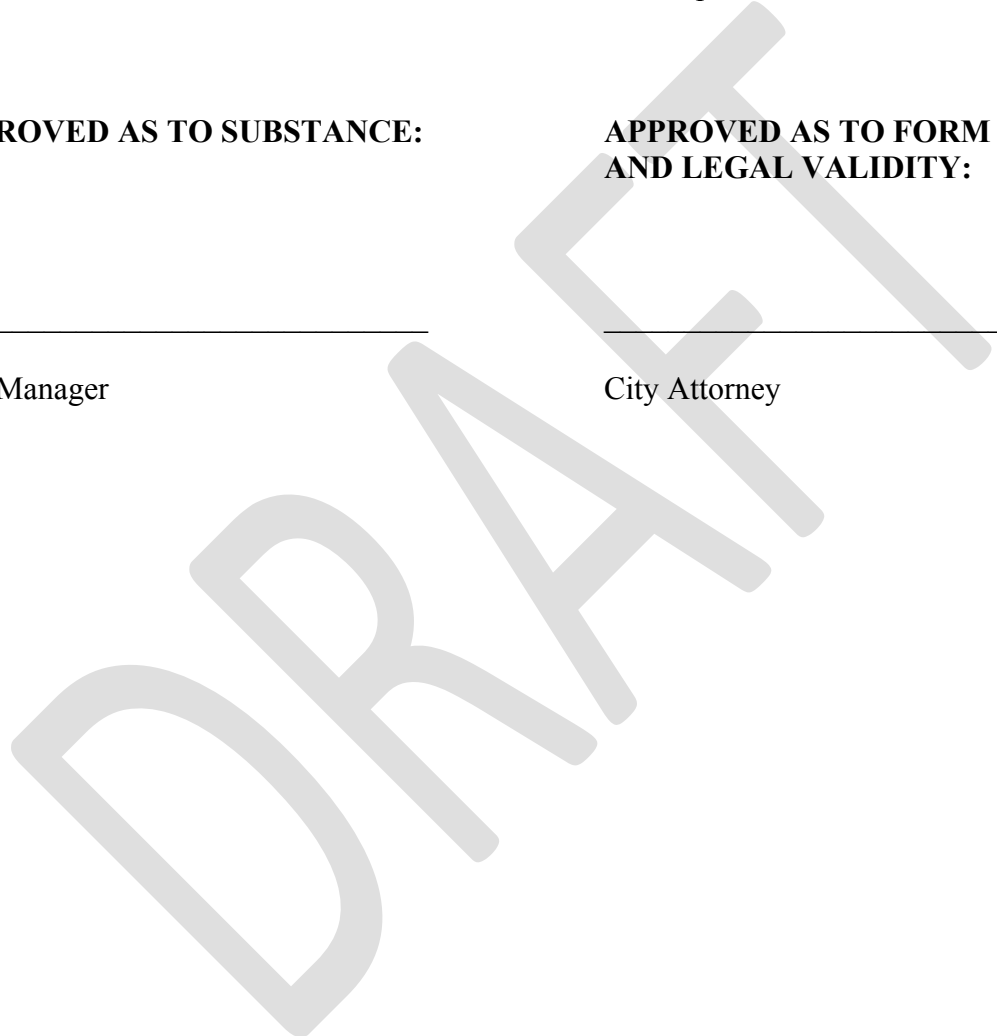 ROVED AS TO SUBSTANCE:
APPROVED AS TO FORM
AND LEGAL VALIDITY:
Manager
City Attorney
DRAFT